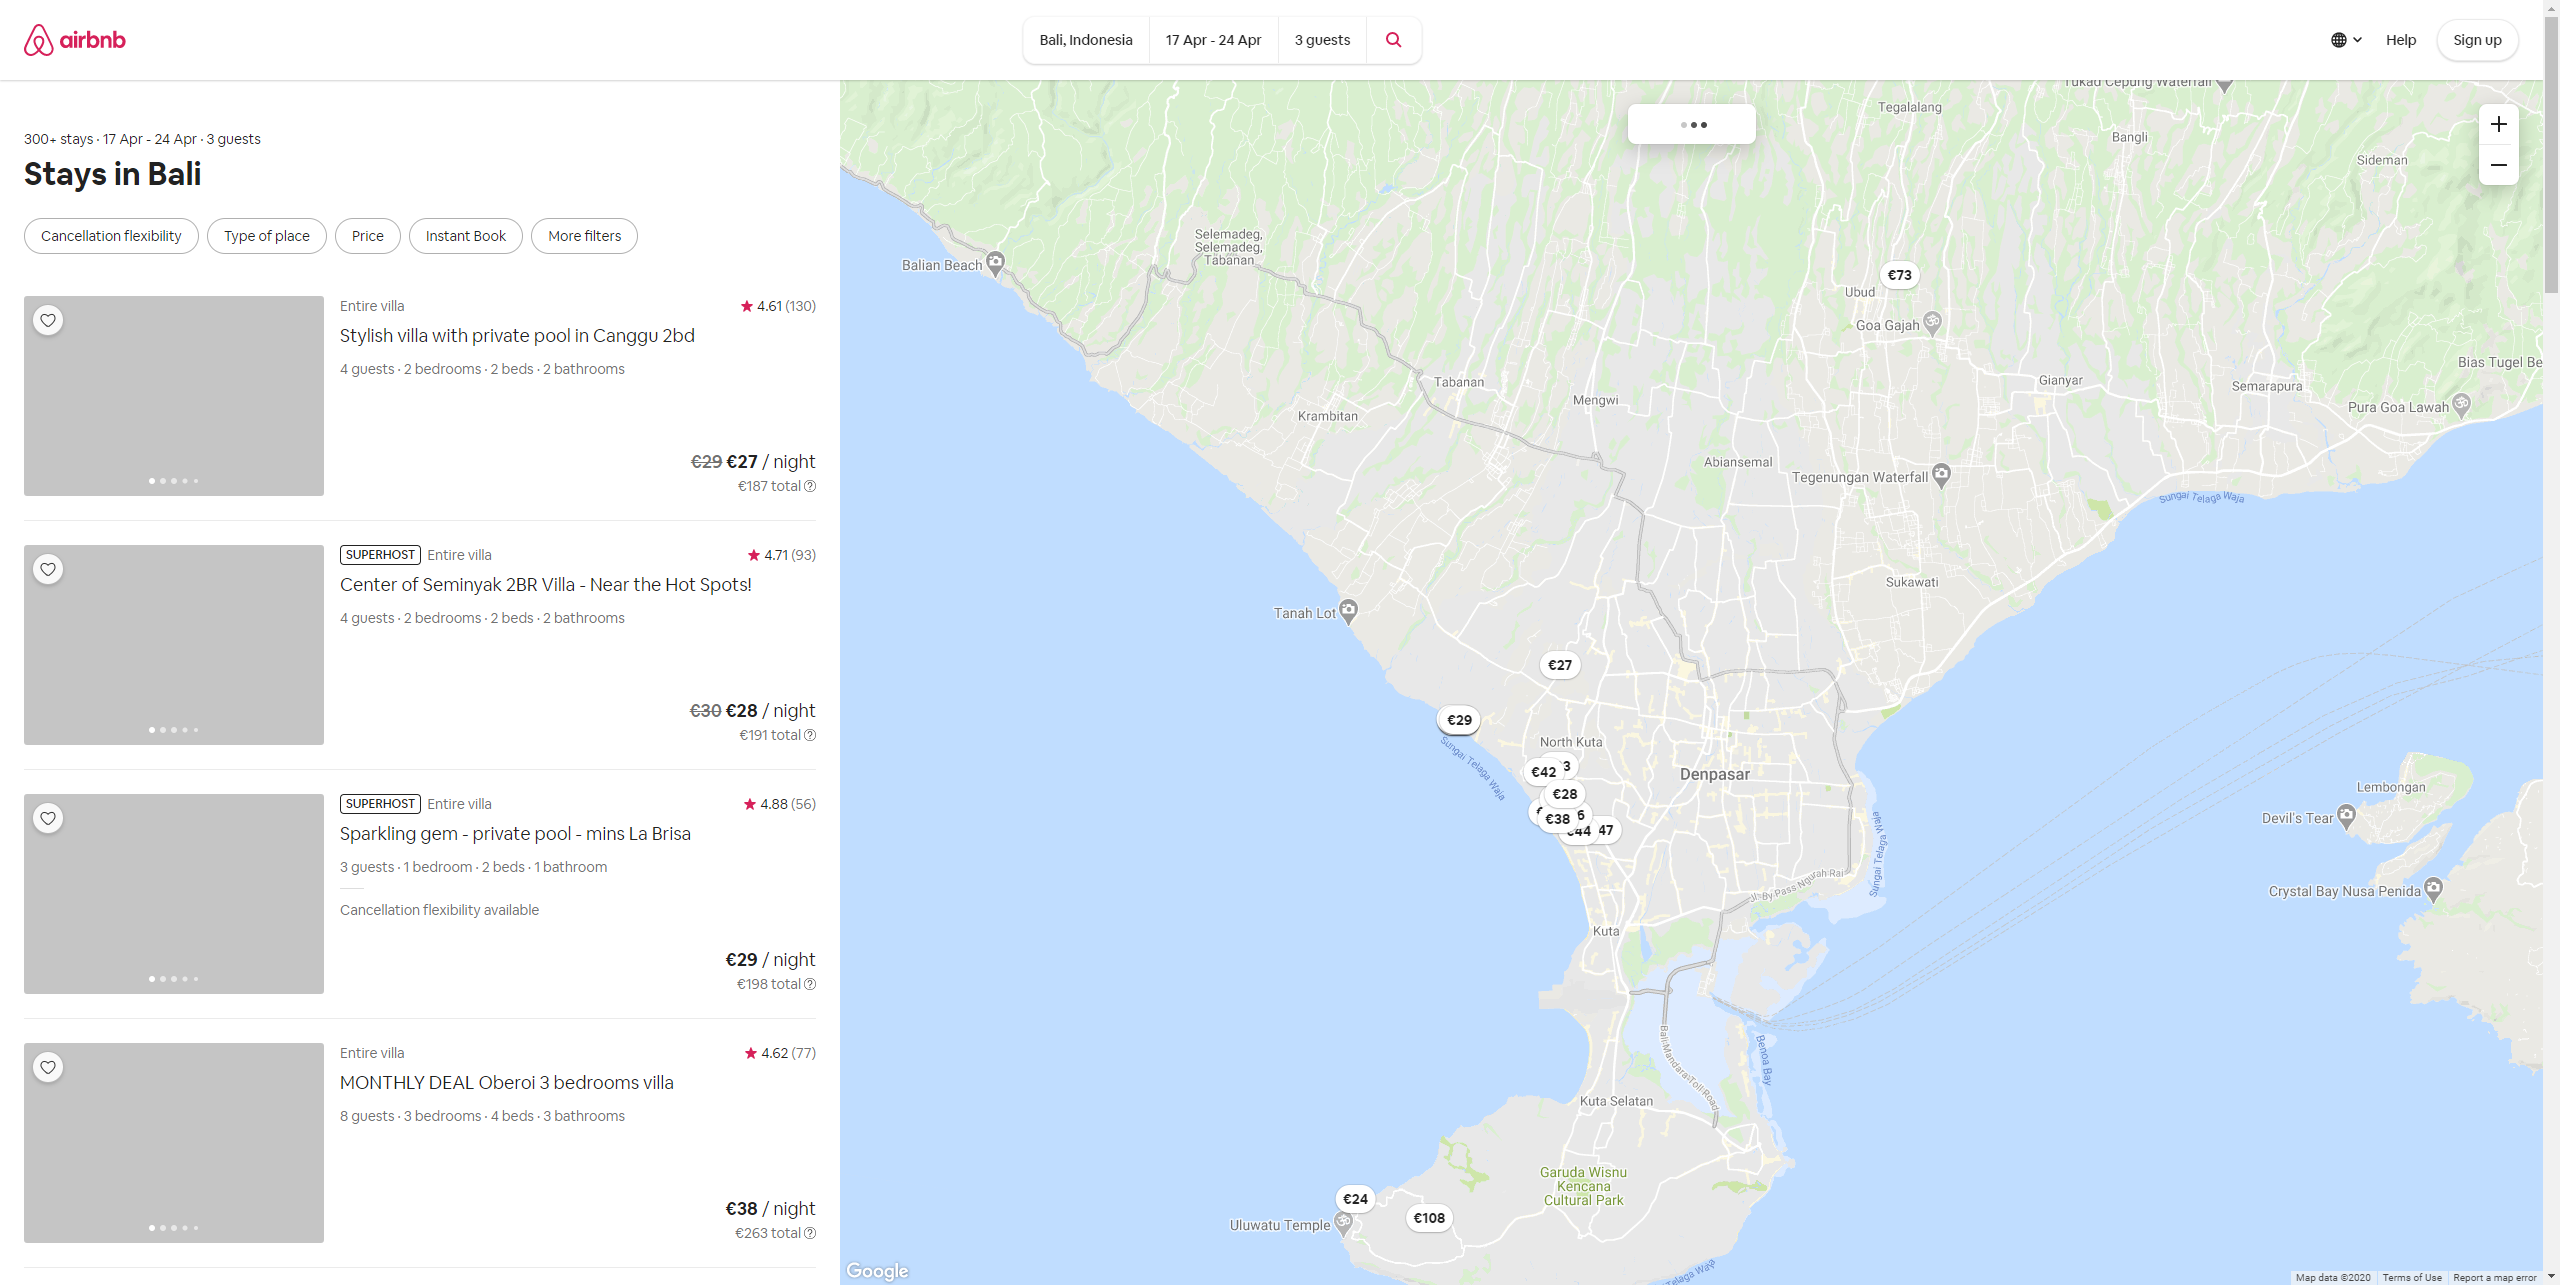 airbnb
Bali, Indonesia
17 Apr - 24 Apr
3 guests
Help
Sign up
300+ stays · 17 Apr - 24 Apr · 3 guests
Stays in Bali
Cancellation flexibility
Type of place
Price
Instant Book
More filters
Entire villa
4.61 (130)
Stylish villa with private pool in Canggu 2bd
4 guests · 2 bedrooms · 2 beds · 2 bathrooms
€29 €27 / night
€187 total
SUPERHOST Entire villa
4.71 (93)
Center of Seminyak 2BR Villa - Near the Hot Spots!
4 guests · 2 bedrooms · 2 beds · 2 bathrooms
€30 €28 / night
€191 total
SUPERHOST Entire villa
4.88 (56)
Sparkling gem - private pool - mins La Brisa
3 guests · 1 bedroom · 2 beds · 1 bathroom
Cancellation flexibility available
€29 / night
€198 total
Entire villa
4.62 (77)
MONTHLY DEAL Oberoi 3 bedrooms villa
8 guests · 3 bedrooms · 4 beds · 3 bathrooms
€38 / night
€263 total
Tukad Cepung Waterfall
Tegalalang
Bangli
Sideman
Selemadeg,
Selemadeg,
Tabanan
Balian Beach
€73
Ubud
Goa Gajah
Bias Tugel Be
Tabanan
Gianyar
Semarapura
Mengwi
Krambitan
Pura Goa Lawah
Abiansemal
Tegenungan Waterfall
Sungai Telaga Waja
Sukawati
Tanah Lot
€27
€29
North Kuta
Sungai Telaga Waja
€42
3
Denpasar
€28
Lembongan
€38
6
€44
47
Devil's Tear
Sungai Telaga Waja
Jl. By Pass Ngurah Rai
Crystal Bay Nusa Penida
Kuta
Bali Mandara Toll Road
Benoa Bay
Kuta Selatan
Garuda Wisnu
Kencana
Cultural Park
€24
€108
Uluwatu Temple
Telaga Waja
Google
Map data ©2020
Terms of Use
Report a map error